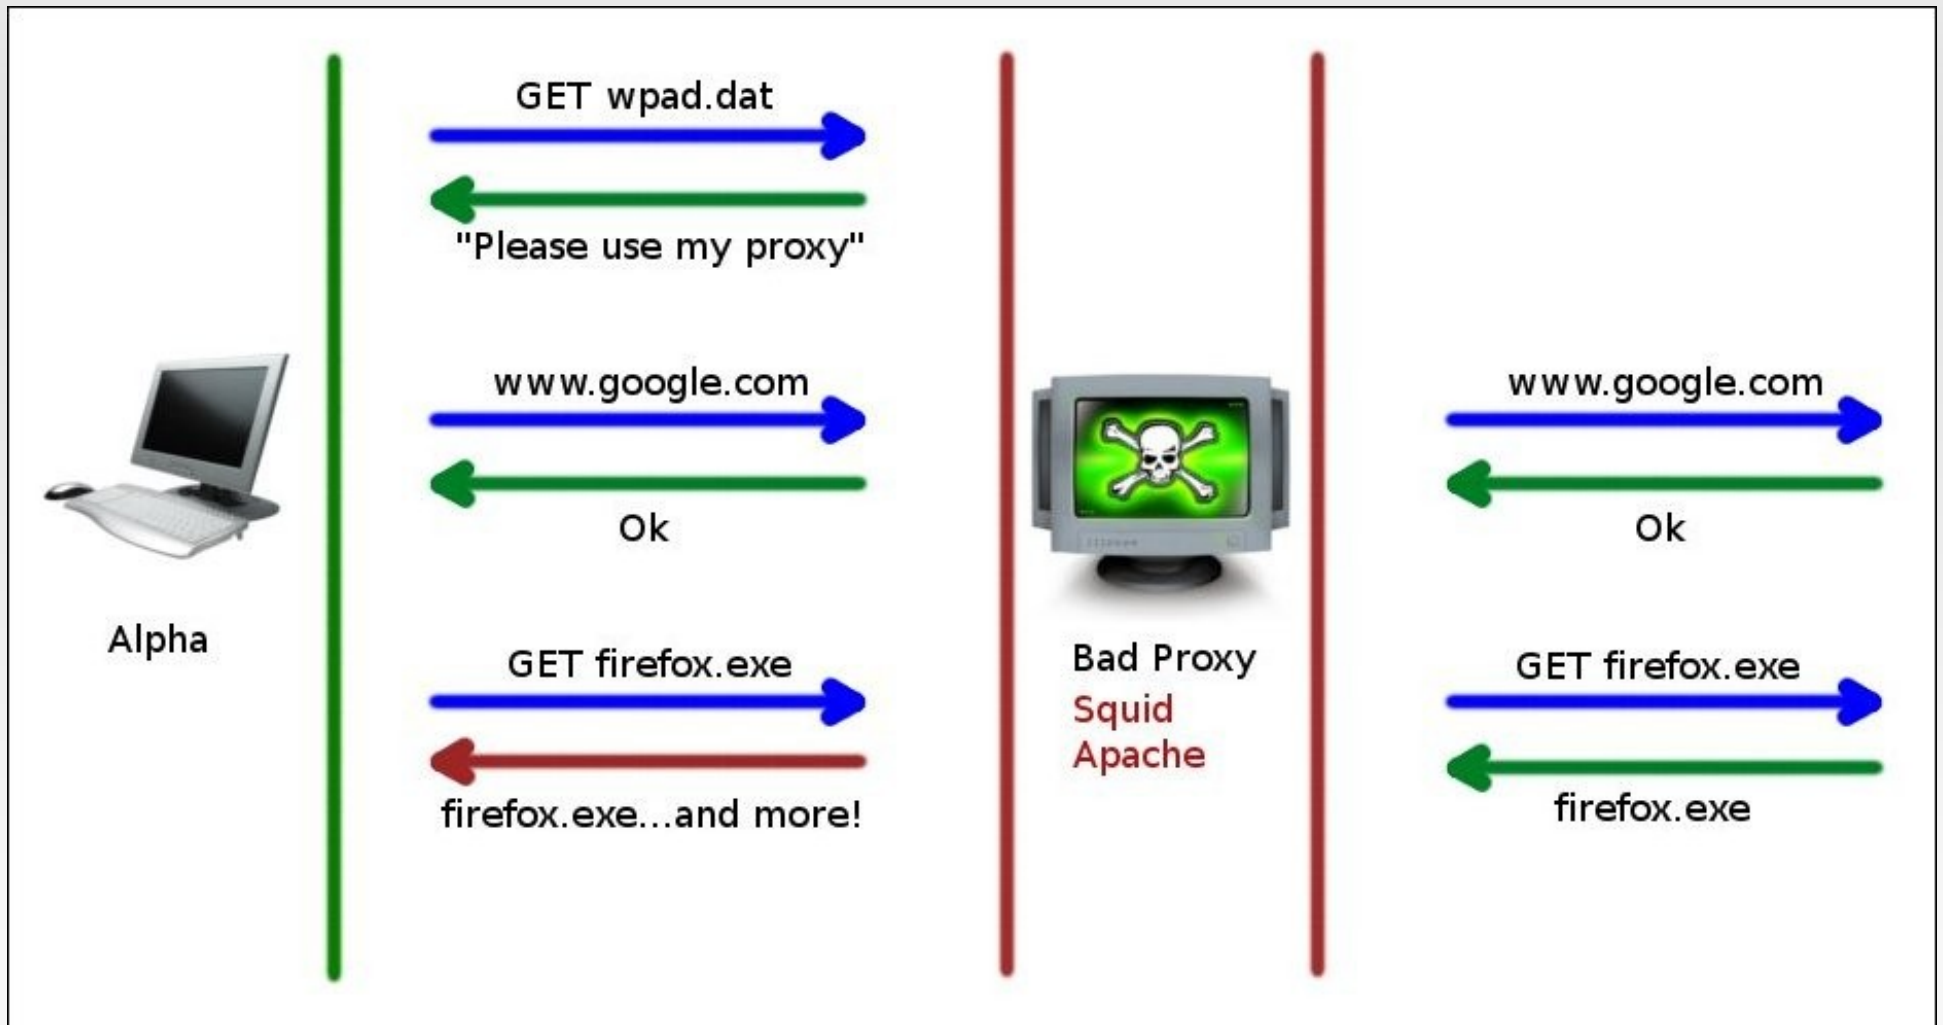 GET wpad.dat
"Please use my proxy"
www.google.com
Ok
www.google.com
Ok
Alpha
GET firefox.exe
firefox.exe...and more!
Bad Proxy
Squid
Apache
GET firefox.exe
firefox.exe